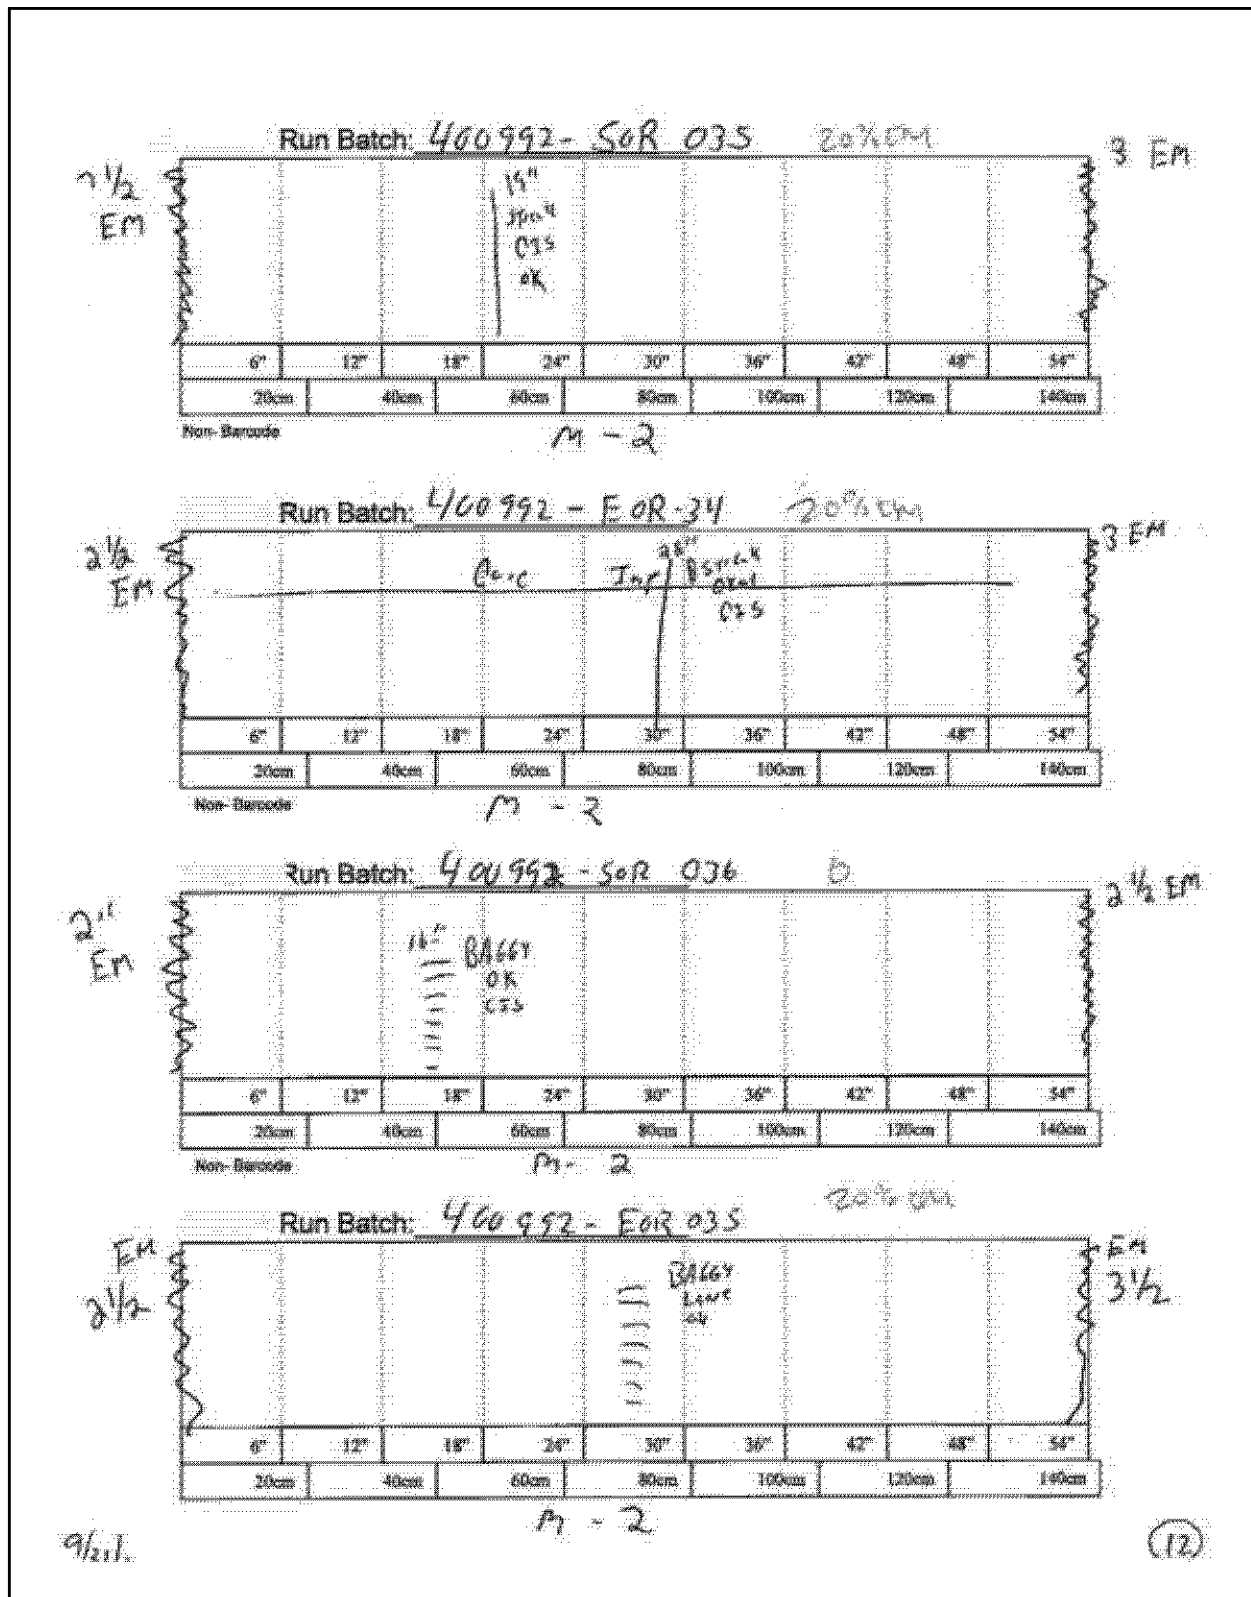 Run Batch: 400992- SOR 035 20% EM
1/2 EM
3 EM
19"
CIS
OK
6" 12" 18" 24" 30" 36" 42" 48" 54"
20cm 40cm 60cm 80cm 100cm 120cm 140cm
Non- Barcode
M - 2
Run Batch: 400992 - EOR-34 20% EM
2 1/2 EM
3 EM
28"
CIS
6" 12" 18" 24" 30" 36" 42" 48" 54"
20cm 40cm 60cm 80cm 100cm 120cm 140cm
Non- Barcode
M - 2
Run Batch: 400992 - SOR 036 0
2" EM
2 1/2 EM
16"
BAGGY
OK
CIS
6" 12" 18" 24" 30" 36" 42" 48" 54"
20cm 40cm 60cm 80cm 100cm 120cm 140cm
Non- Barcode
M- 2
20% EM
Run Batch: 400992 - EOR 035
EM
2 1/2
EM
3 1/2
BAGGY
OK
6" 12" 18" 24" 30" 36" 42" 48" 54"
20cm 40cm 60cm 80cm 100cm 120cm 140cm
M - 2
12